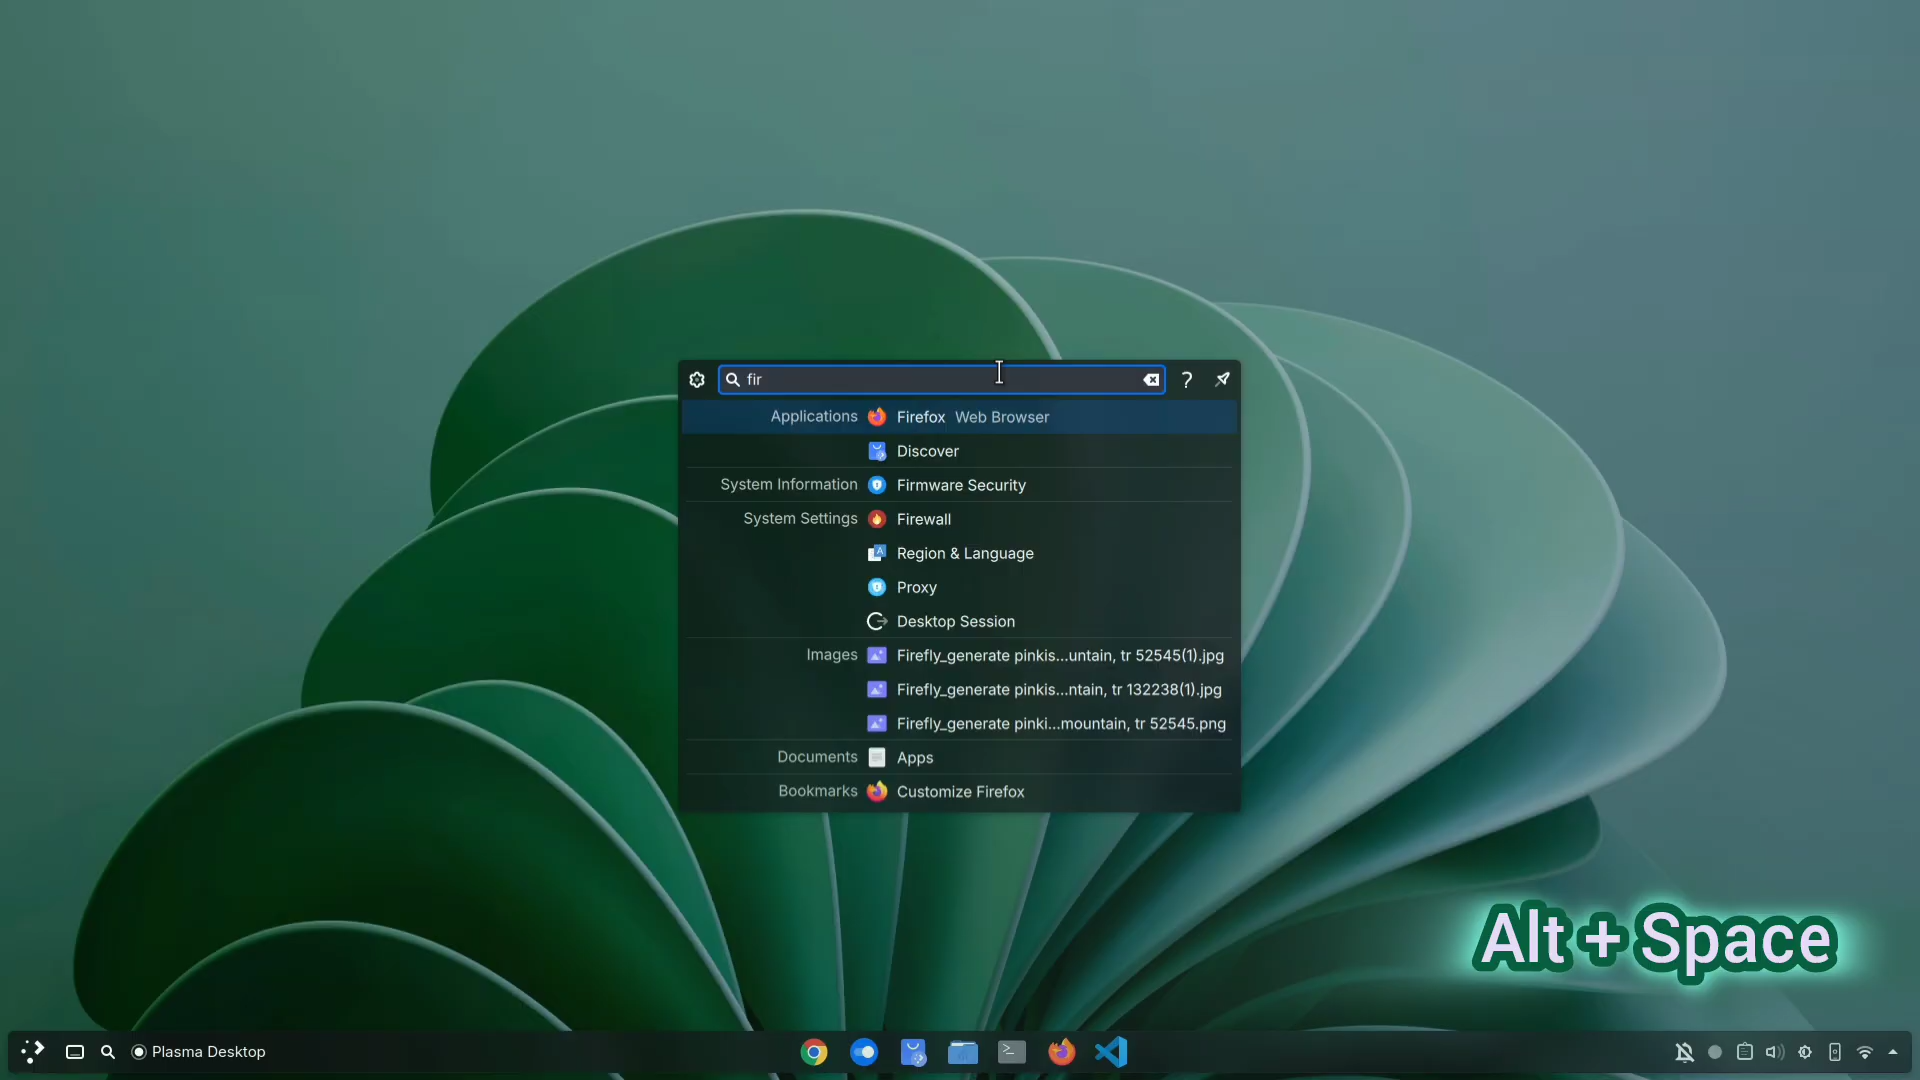 fir
Applications Firefox Web Browser
Discover
System Information Firmware Security
System Settings Firewall
Region & Language
Proxy
Desktop Session
Images Firefly_generate pinkis...untain, tr 52545(1).jpg
Firefly_generate pinkis...ntain, tr 132238(1).jpg
Firefly_generate pinki...mountain, tr 52545.png
Documents Apps
Bookmarks Customize Firefox
Alt + Space
Plasma Desktop